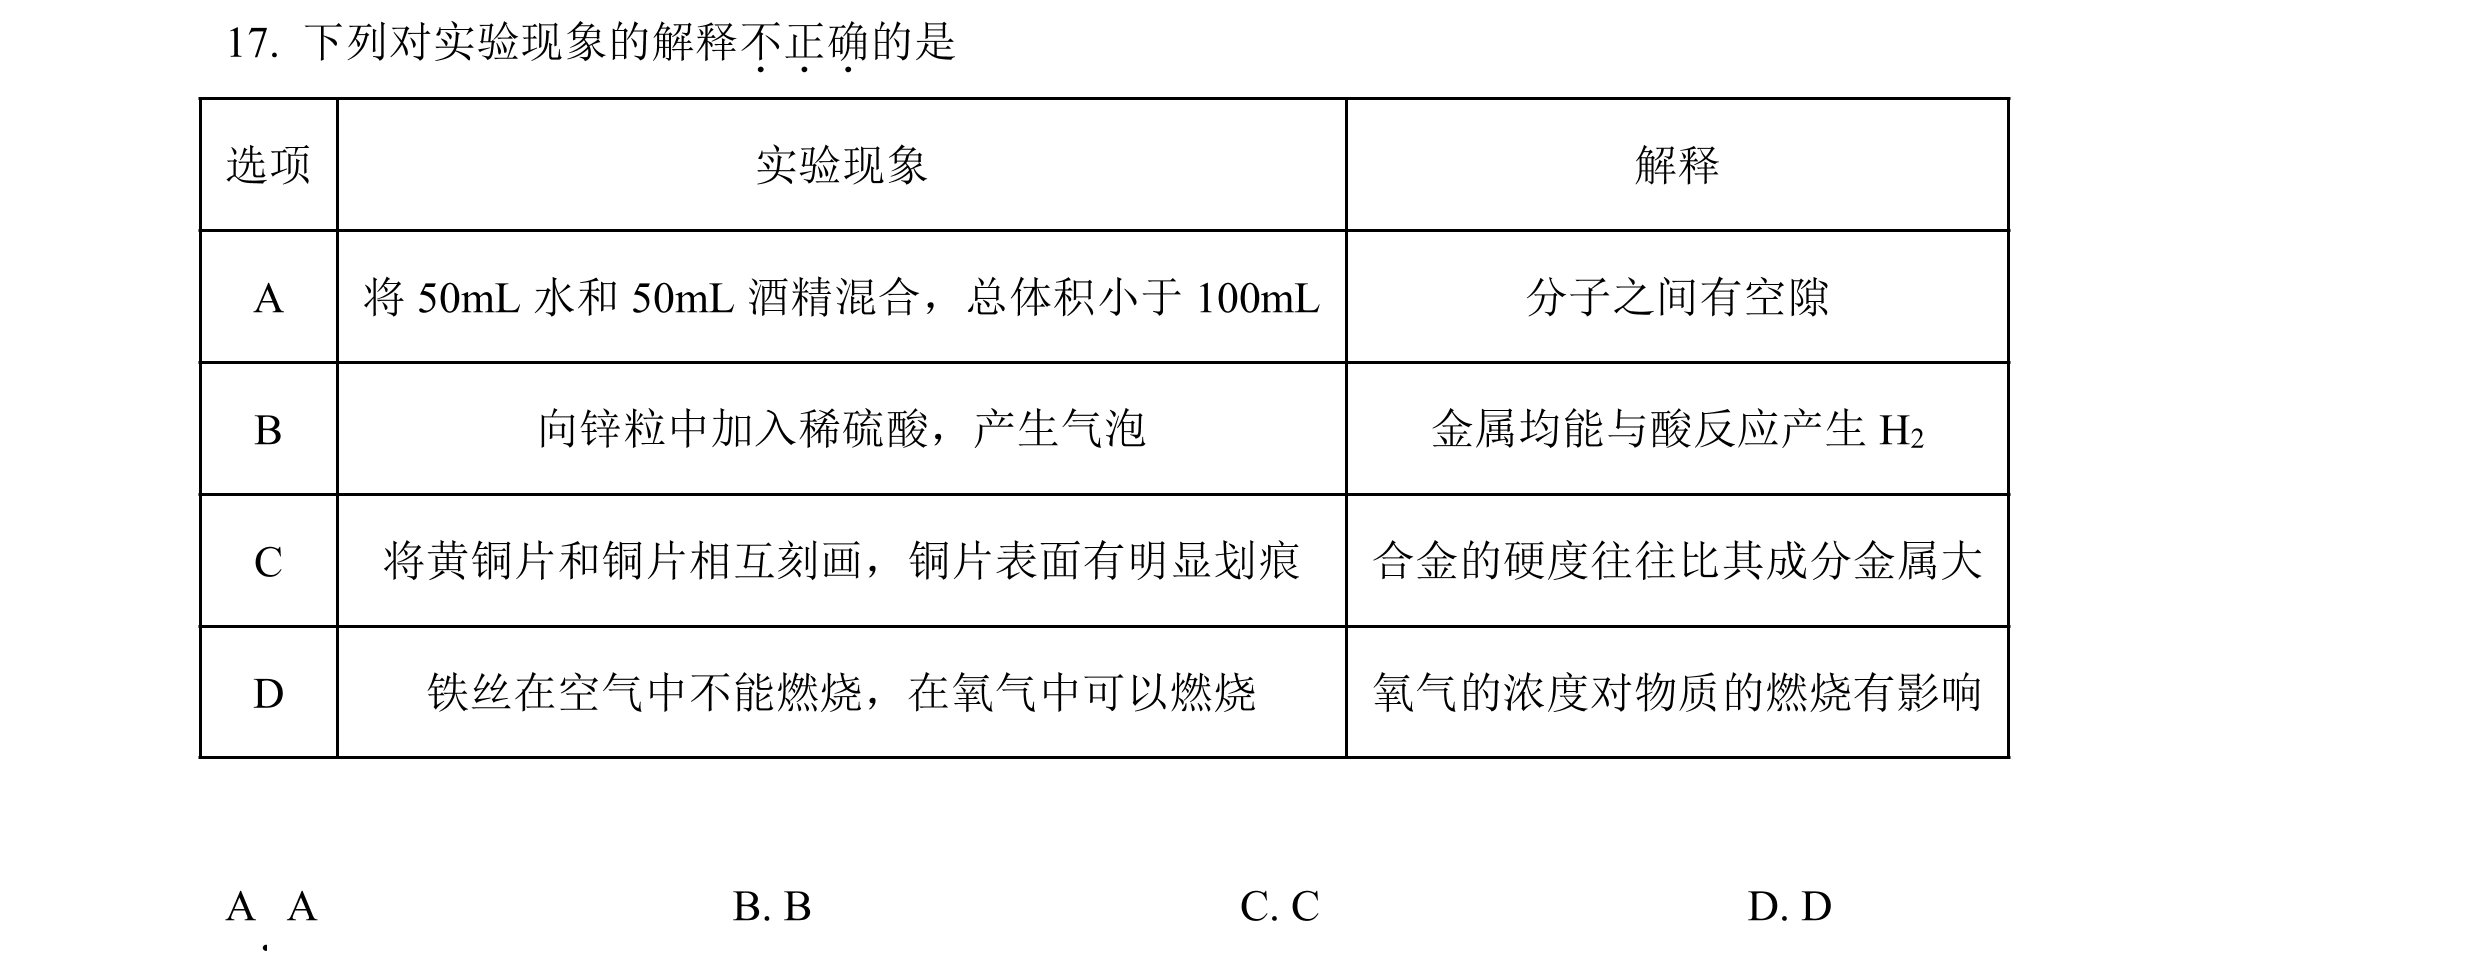 17. 下列对实验现象的解释不正确的是
选项 实验现象 解释
A 将 50mL 水和 50mL 酒精混合，总体积小于 100mL 分子之间有空隙
B 向锌粒中加入稀硫酸，产生气泡 金属均能与酸反应产生 H₂
C 将黄铜片和铜片相互刻画，铜片表面有明显划痕 合金的硬度往往比其成分金属大
D 铁丝在空气中不能燃烧，在氧气中可以燃烧 氧气的浓度对物质的燃烧有影响
A. A B. B C. C D. D